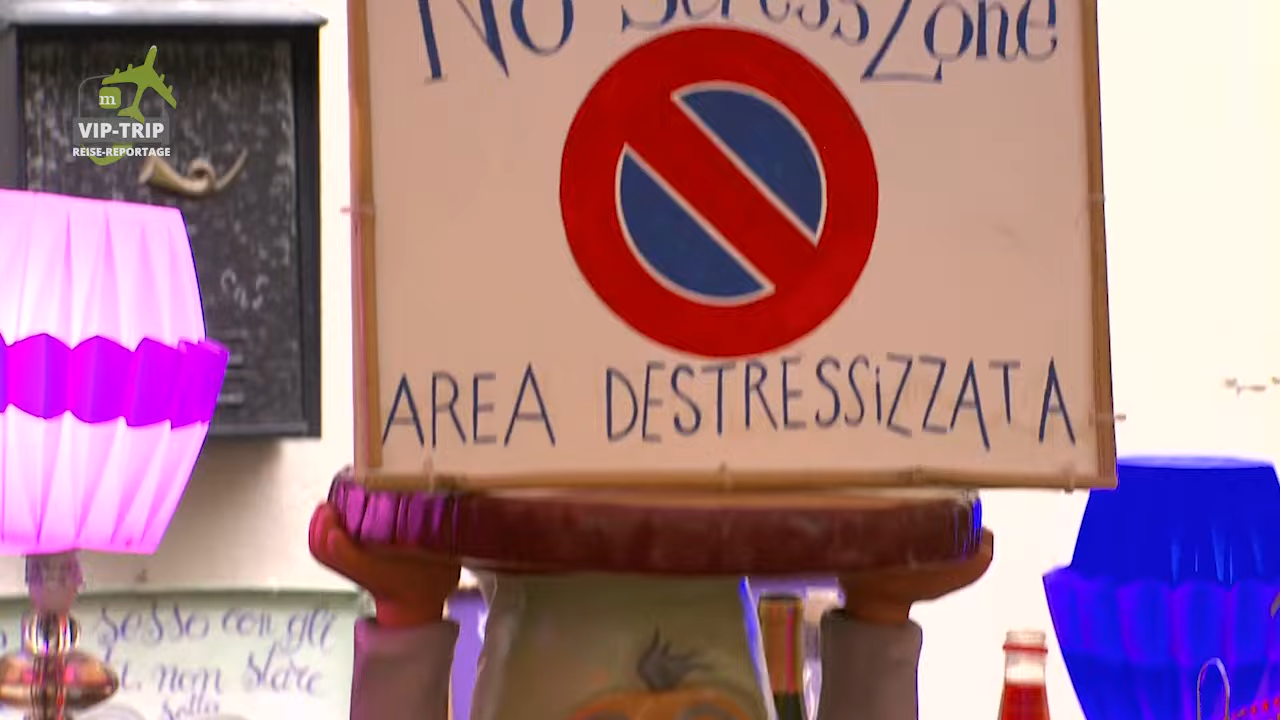 No Stress Zone
m
VIP-TRIP
REISE-REPORTAGE
AREA DESTRESSiZZATA
sesso con gli
non stare